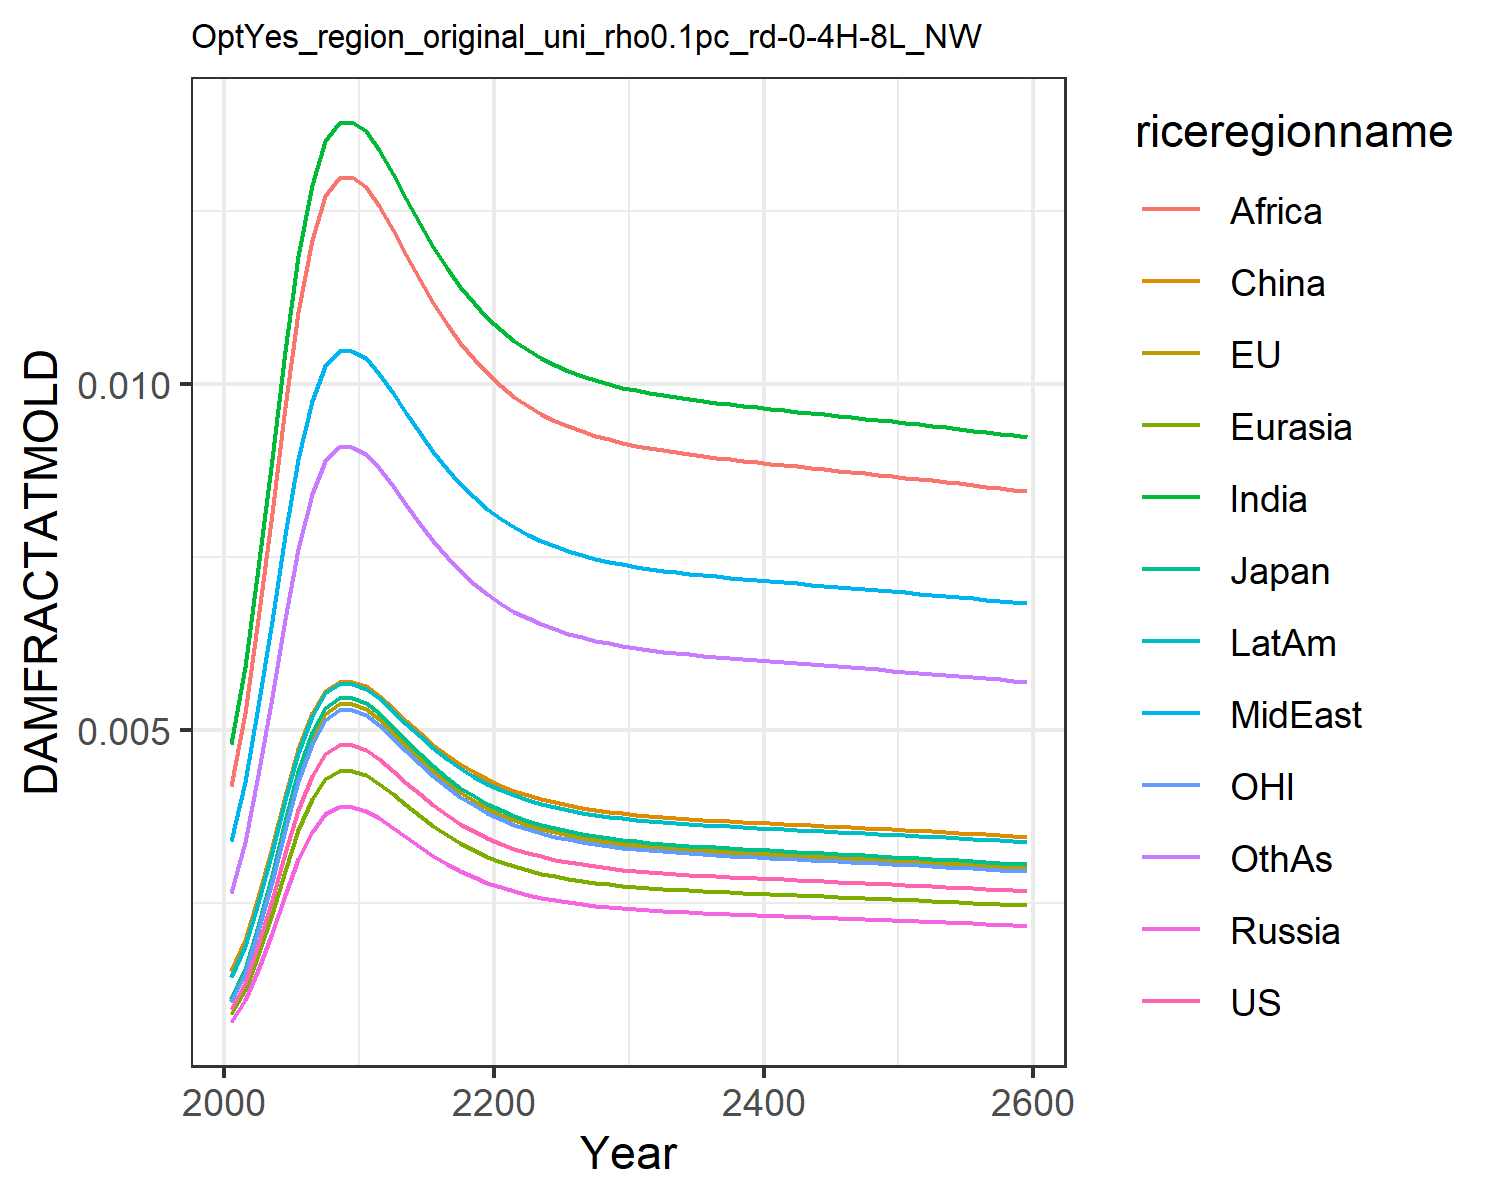 OptYes_region_original_uni_rho0.1pc_rd-0-4H-8L_NW
DAMFRACTATMOLD
0.010
0.005
2000
2200
2400
2600
Year
riceregionname
Africa
China
EU
Eurasia
India
Japan
LatAm
MidEast
OHI
OthAs
Russia
US